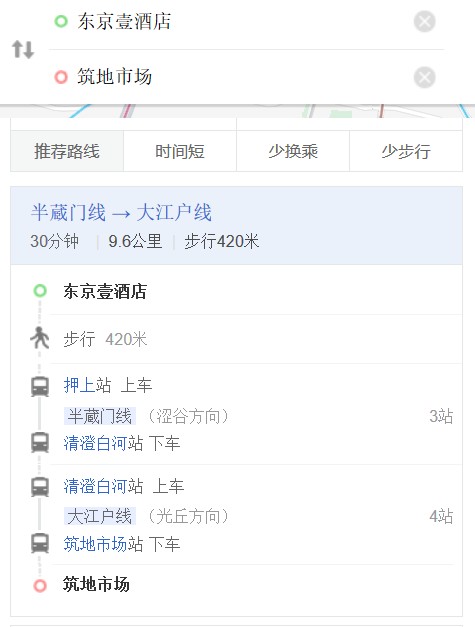 东京壹酒店
筑地市场
推荐路线 时间短 少换乘 少步行
半蔵门线 → 大江户线
30分钟 | 9.6公里 | 步行420米
东京壹酒店
步行 420米
押上站 上车
半蔵门线 （涩谷方向） 3站
清澄白河站 下车
清澄白河站 上车
大江户线 （光丘方向） 4站
筑地市场站 下车
筑地市场